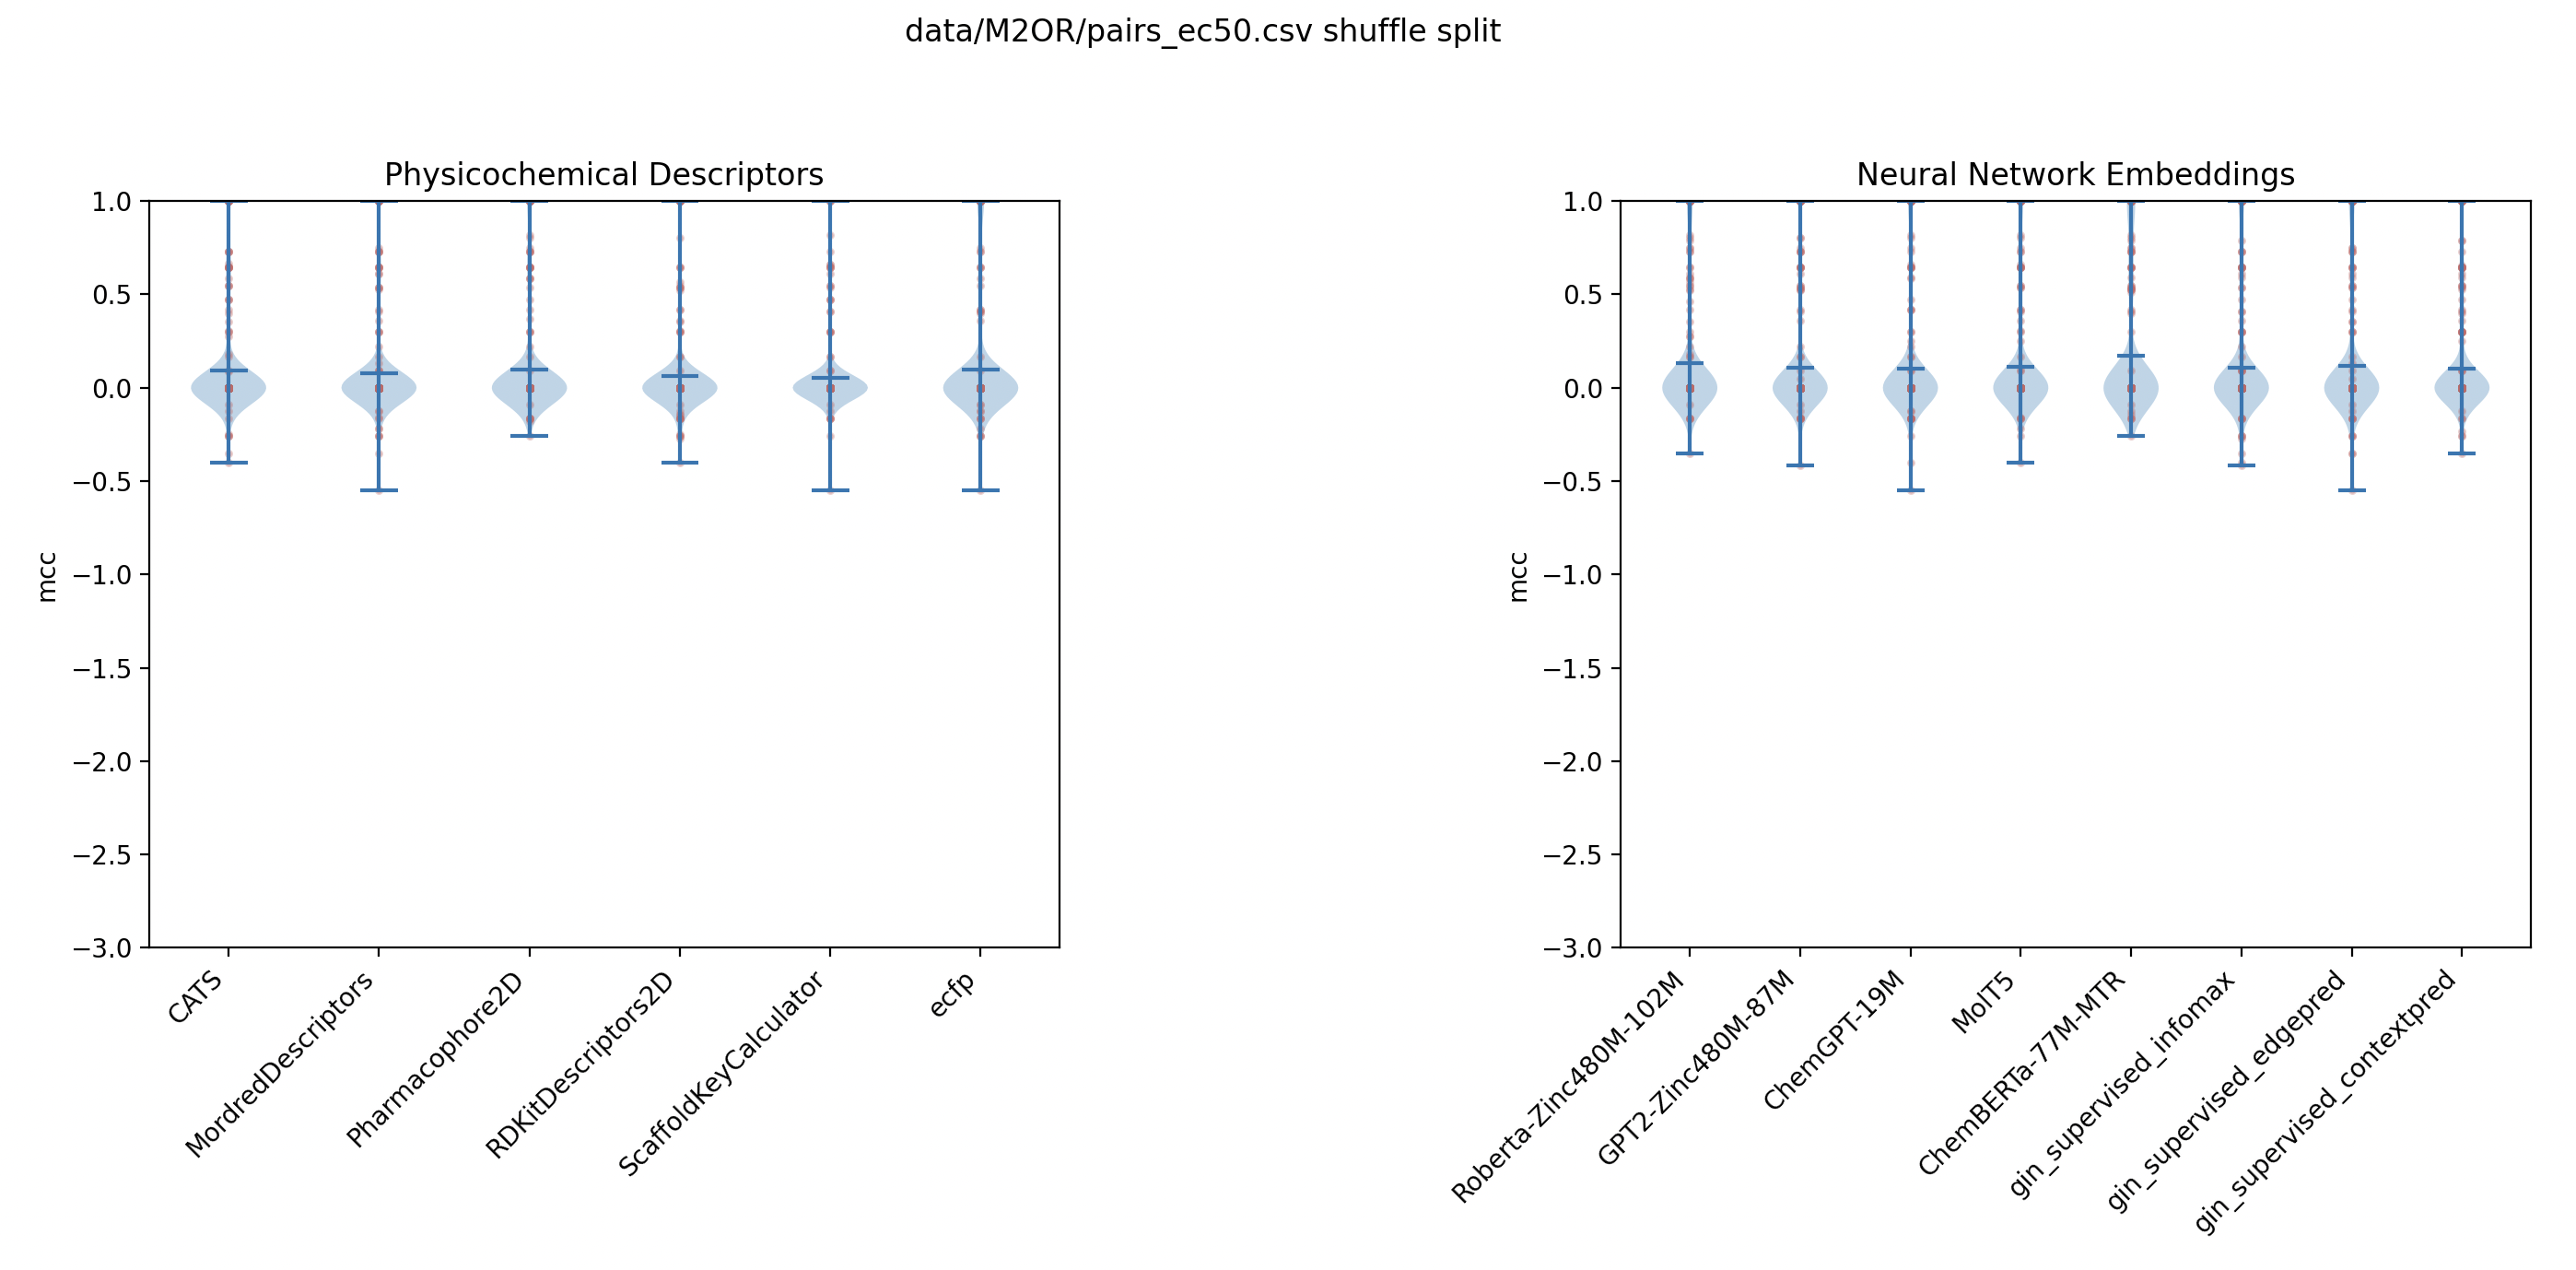 data/M2OR/pairs_ec50.csv shuffle split
Physicochemical Descriptors
1.0
0.5
0.0
−0.5
−1.0
−1.5
−2.0
−2.5
−3.0
mcc
CATS
MordredDescriptors
Pharmacophore2D
RDKitDescriptors2D
ScaffoldKeyCalculator
ecfp
Neural Network Embeddings
1.0
0.5
0.0
−0.5
−1.0
−1.5
−2.0
−2.5
−3.0
mcc
Roberta-Zinc480M-102M
GPT2-Zinc480M-87M
ChemGPT-19M
MolT5
ChemBERTa-77M-MTR
gin_supervised_infomax
gin_supervised_edgepred
gin_supervised_contextpred